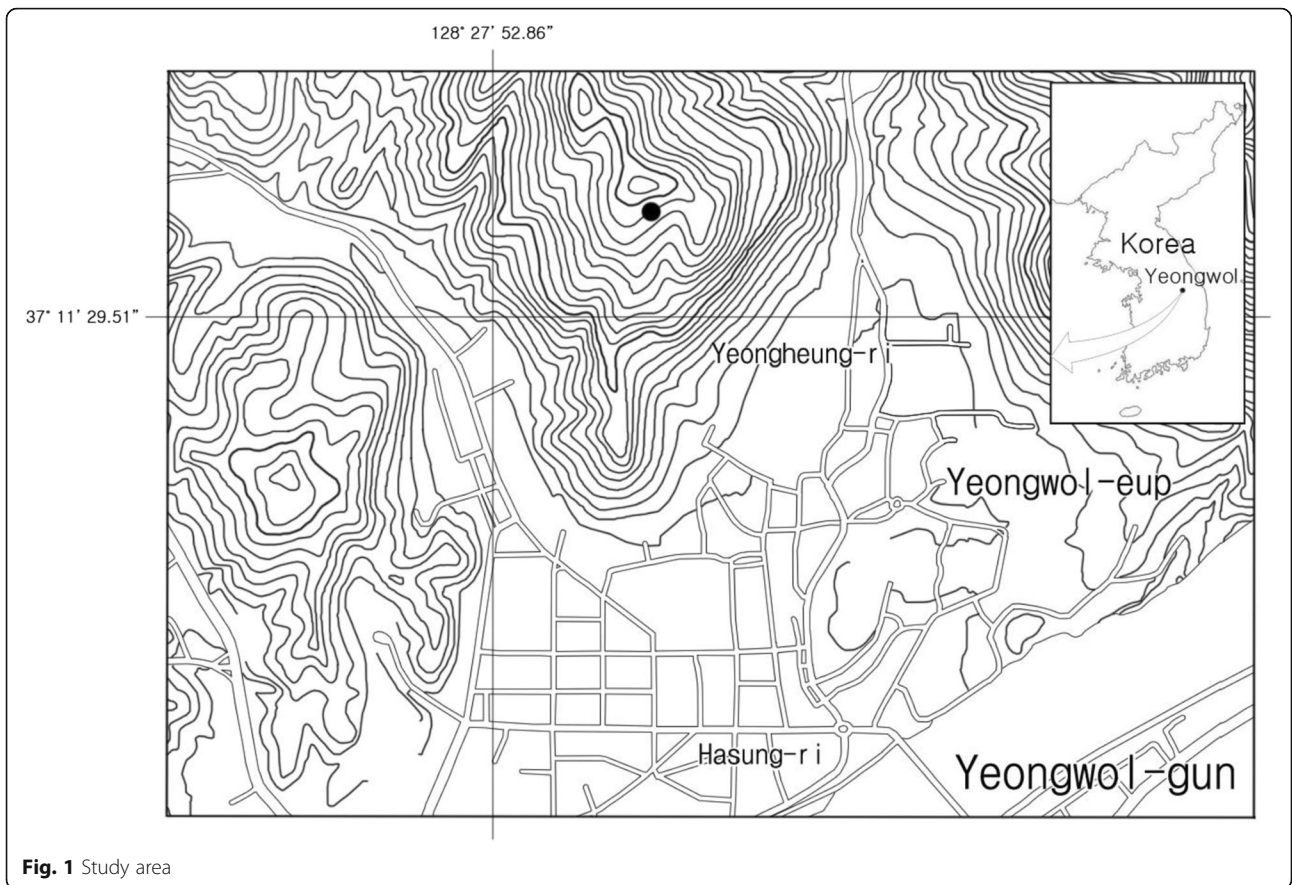 128° 27’ 52.86”
Korea
Yeongwol
37° 11’ 29.51”
Yeongheung-ri
Yeongwol-eup
Hasung-ri
Yeongwol-gun
Fig. 1 Study area